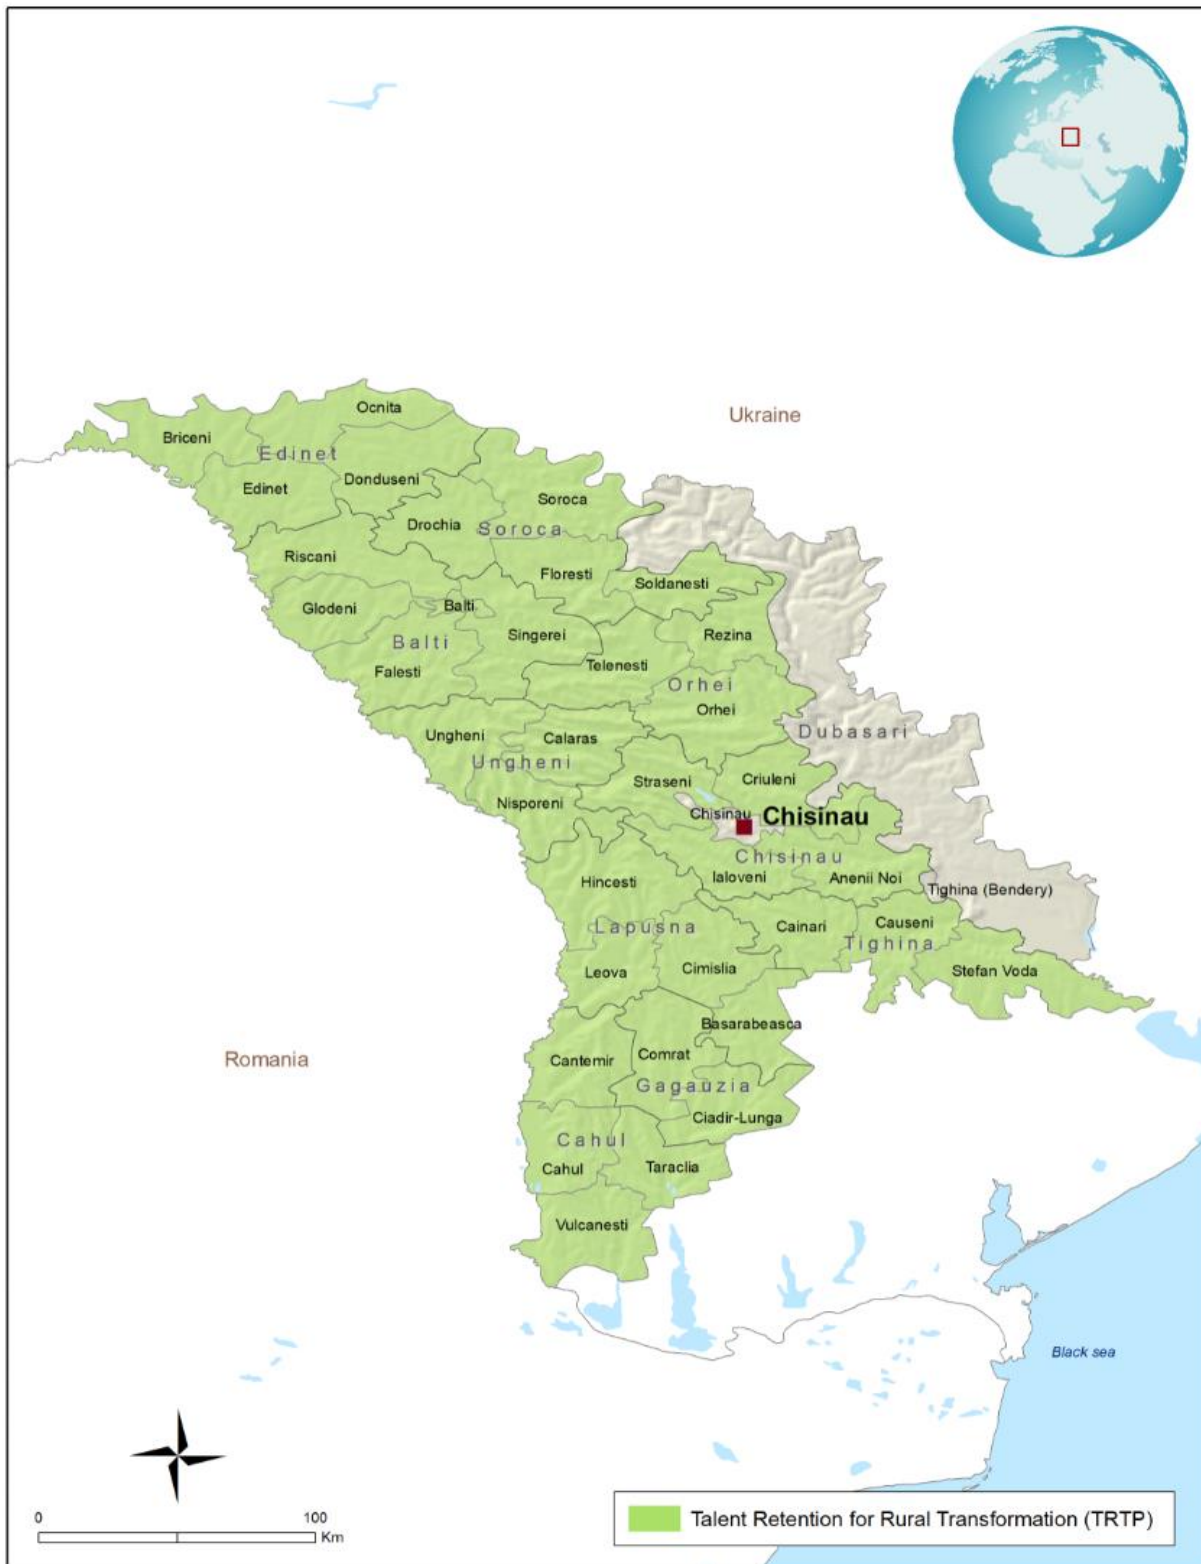 Ukraine
Ocnita
Briceni
Edinet
Donduseni
Edinet
Soroca
Drochia
Soroca
Riscani
Floresti
Soldanesti
Glodeni
Balti
Singerei
Rezina
Balti
Telenesti
Falesti
Orhei
Orhei
Dubasari
Ungheni
Calaras
Ungheni
Straseni
Criuleni
Nisporeni
Chisinau
Chisinau
Chisinau
Ialoveni
Anenii Noi
Hincesti
Tighina (Bendery)
Lapusna
Cainari
Causeni
Tighina
Leova
Cimislia
Stefan Voda
Basarabeasca
Romania
Cantemir
Comrat
Gagauzia
Ciadir-Lunga
Cahul
Cahul
Taraclia
Vulcanesti
Black sea
0
100
Km
Talent Retention for Rural Transformation (TRTP)